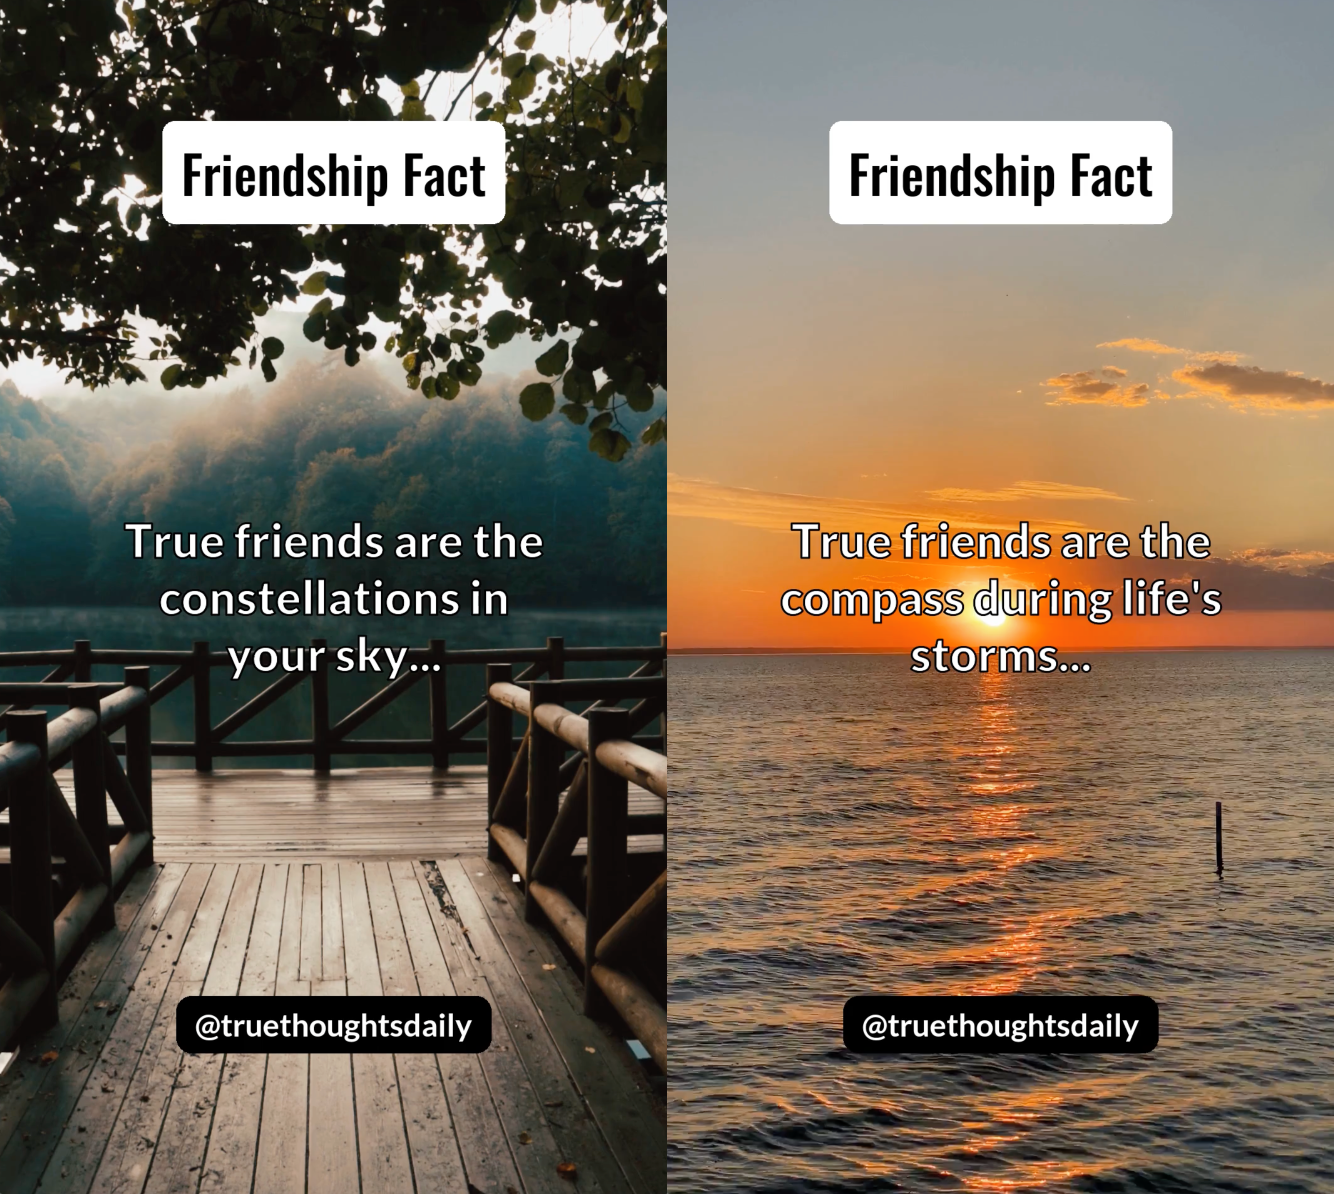 Friendship Fact
True friends are the
constellations in
your sky...
@truethoughtsdaily
Friendship Fact
True friends are the
compass during life's
storms...
@truethoughtsdaily